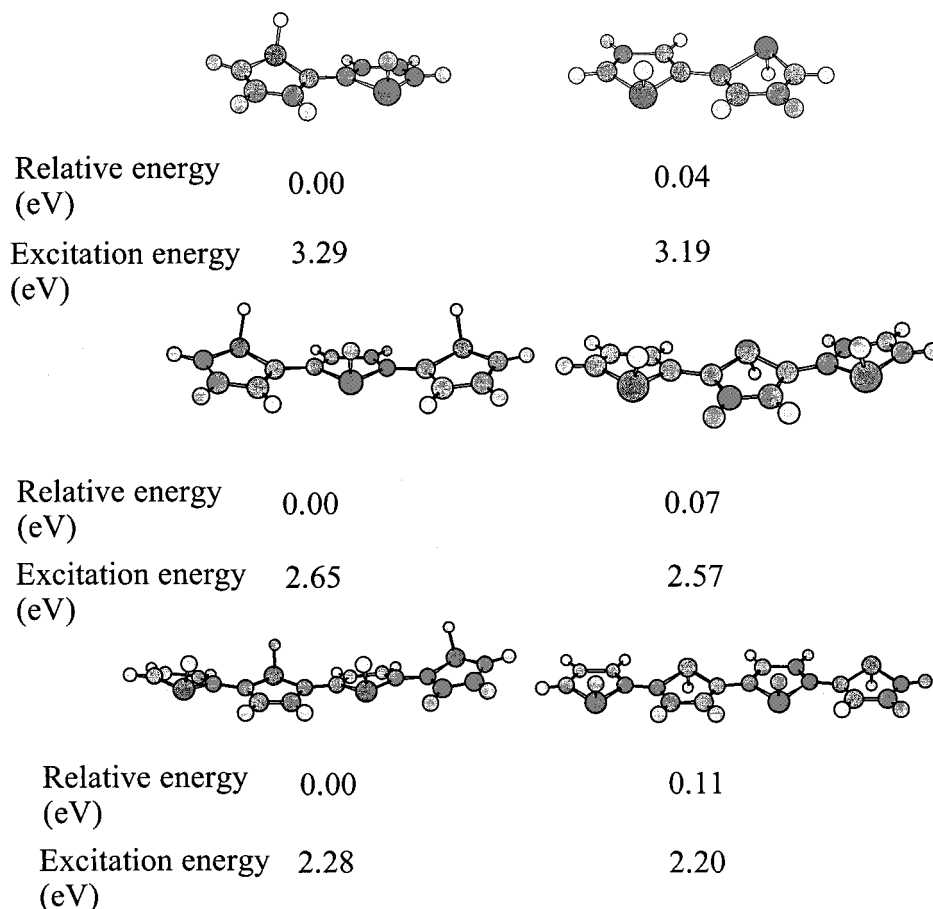 Relative energy 0.00 0.04
(eV)
Excitation energy 3.29 3.19
(eV)
Relative energy 0.00 0.07
(eV)
Excitation energy 2.65 2.57
(eV)
Relative energy 0.00 0.11
(eV)
Excitation energy 2.28 2.20
(eV)